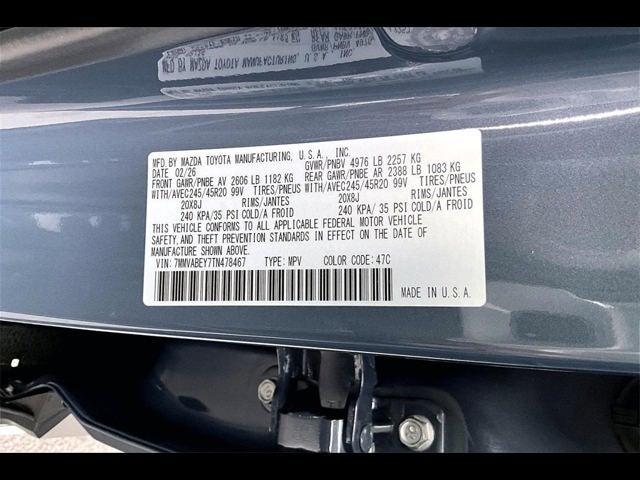 MFD.BY MAZDA TOYOTA MANUFACTURING, U.S.A., INC.
DATE 02/26 GVWR/PNBV 4976 LB 2257 KG
FRONT GAWR/PNBE AV 2606 LB 1182 KG REAR GAWR/PNBE AR 2388 LB 1083 KG
WITH/AVEC245/45R20 99V TIRES/PNEUS WITH/AVEC245/45R20 99V TIRES/PNEUS
20X8J RIMS/JANTES 20X8J RIMS/JANTES
240 KPA/35 PSI COLD/A FROID 240 KPA/ 35 PSI COLD/A FROID
THIS VEHICLE CONFORMS TO ALL APPLICABLE FEDERAL MOTOR VEHICLE
SAFETY, AND THEFT PREVENTION STANDARDS IN EFFECT ON THE DATE OF
MANUFACTURE SHOWN ABOVE.
VIN:7MMVABEY7TN478467 TYPE: MPV COLOR CODE:47C
MADE IN U.S.A.